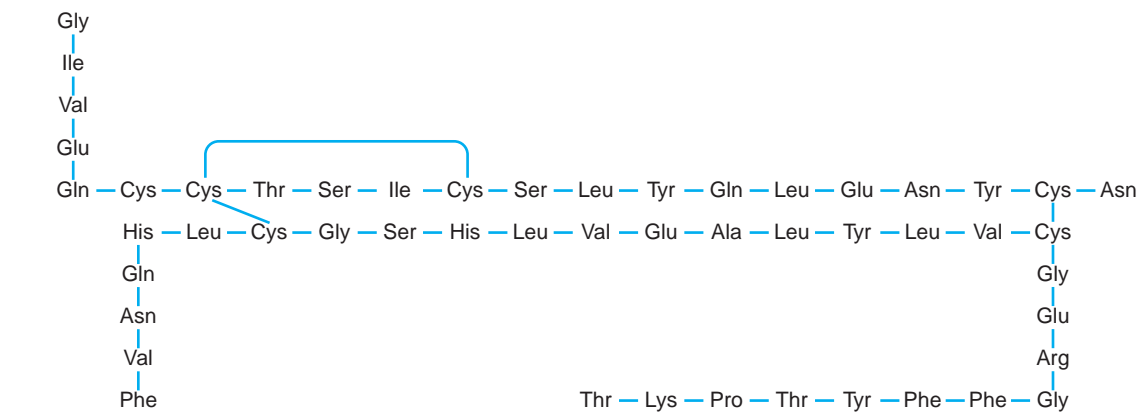 Gly
Ile
Val
Glu
Gln Cys Cys Thr Ser Ile Cys Ser Leu Tyr Gln Leu Glu Asn Tyr Cys Asn
His Leu Cys Gly Ser His Leu Val Glu Ala Leu Tyr Leu Val Cys
Gln Gly
Asn Glu
Val Arg
Phe Thr Lys Pro Thr Tyr Phe Phe Gly